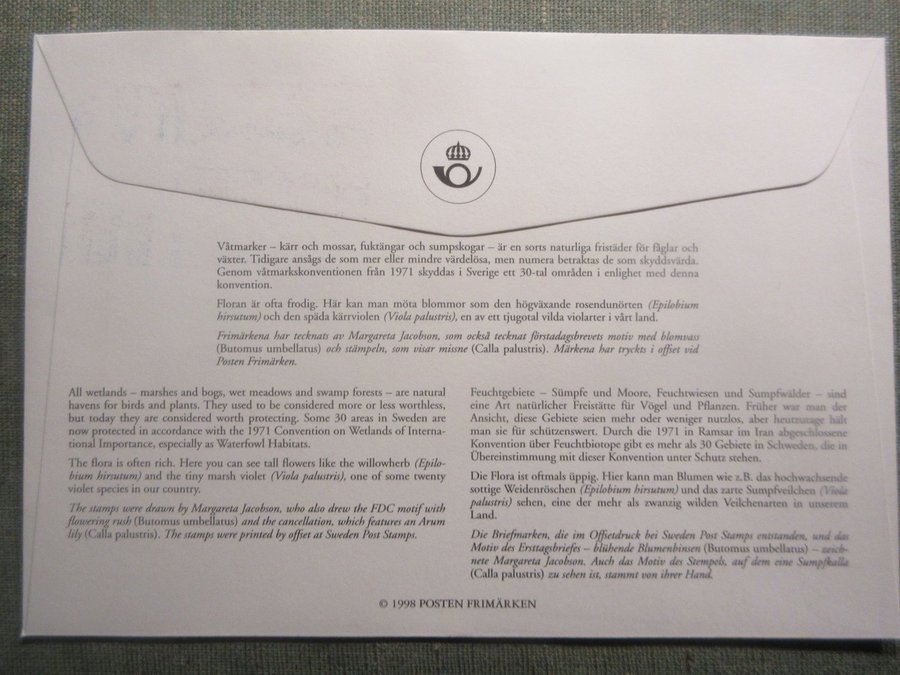 Våtmarker – kärr och mossar, fuktängar och sumpskogar – är en sorts naturliga fristäder för fåglar och
växter. Tidigare ansågs de som mer eller mindre värdelösa, men numera betraktas de som skyddsvärda.
Genom våtmarkskonventionen från 1971 skyddas i Sverige ett 30-tal områden i enlighet med denna
konvention.
Floran är ofta frodig. Här kan man möta blommor som den högväxande rosendunörten (Epilobium
hirsutum) och den späda kärrviolen (Viola palustris), en av ett tjugotal vilda violarter i vårt land.
Frimärkena har tecknats av Margareta Jacobson, som också tecknat förstadagsbrevets motiv med blomvass
(Butomus umbellatus) och stämpeln, som visar missne (Calla palustris). Märkena har tryckts i offset vid
Posten Frimärken.
All wetlands – marshes and bogs, wet meadows and swamp forests – are natural
havens for birds and plants. They used to be considered more or less worthless,
but today they are considered worth protecting. Some 30 areas in Sweden are
now protected in accordance with the 1971 Convention on Wetlands of Interna-
tional Importance, especially as Waterfowl Habitats.
The flora is often rich. Here you can see tall flowers like the willowherb (Epilo-
bium hirsutum) and the tiny marsh violet (Viola palustris), one of some twenty
violet species in our country.
The stamps were drawn by Margareta Jacobson, who also drew the FDC motif with
flowering rush (Butomus umbellatus) and the cancellation, which features an Arum
lily (Calla palustris). The stamps were printed by offset at Sweden Post Stamps.
Feuchtgebiete – Sümpfe und Moore, Feuchtwiesen und Sumpfwälder – sind
eine Art natürlicher Freisätte für Vögel und Pflanzen. Früher war man der
Ansicht, diese Gebiete seien mehr oder weniger nutzlos, aber heutzutage hält
man sie für schützenswert. Durch die 1971 in Ramsar im Iran abgeschlossene
Konvention über Feuchtbiotope gibt es mehr als 30 Gebiete in Schweden, die in
Übereinstimmung mit dieser Konvention unter Schutz stehen.
Die Flora ist oftmals üppig. Hier kann man Blumen wie z.B. das hochwachsende
sottige Weidenröschen (Epilobium hirsutum) und das zarte Sumpfveilchen (Viola
palustris) sehen, eine der mehr als zwanzig wilden Veilchenarten in unserem
Land.
Die Briefmarken, die im Offsetdruck bei Sweden Post Stamps entstanden, und das
Motiv des Ersttagsbriefes – blühende Blumenbinsen (Butomus umbellatus) – zeich-
nete Margareta Jacobson. Auch das Motiv des Stempels, auf dem eine Sumpfkalla
(Calla palustris) zu sehen ist, stammt von ihrer Hand.
© 1998 POSTEN FRIMÄRKEN